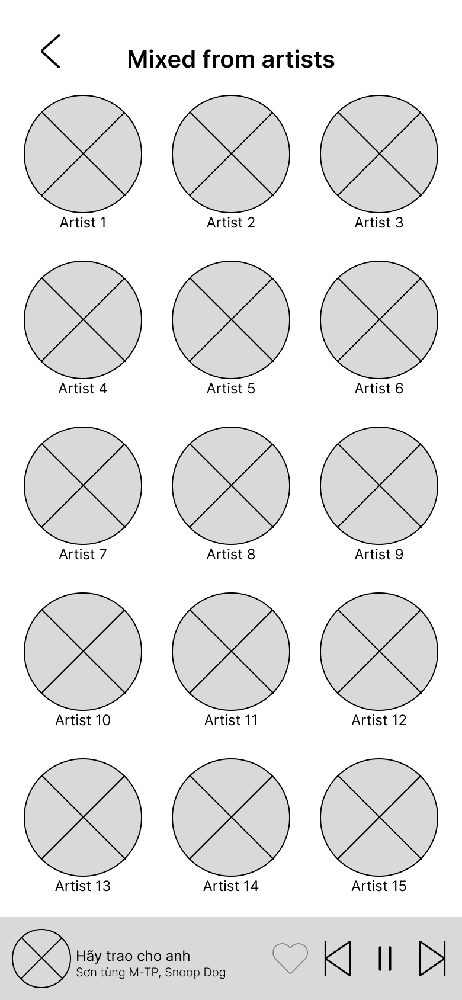 Mixed from artists
Artist 1
Artist 2
Artist 3
Artist 4
Artist 5
Artist 6
Artist 7
Artist 8
Artist 9
Artist 10
Artist 11
Artist 12
Artist 13
Artist 14
Artist 15
Hãy trao cho anh
Sơn tùng M-TP, Snoop Dog